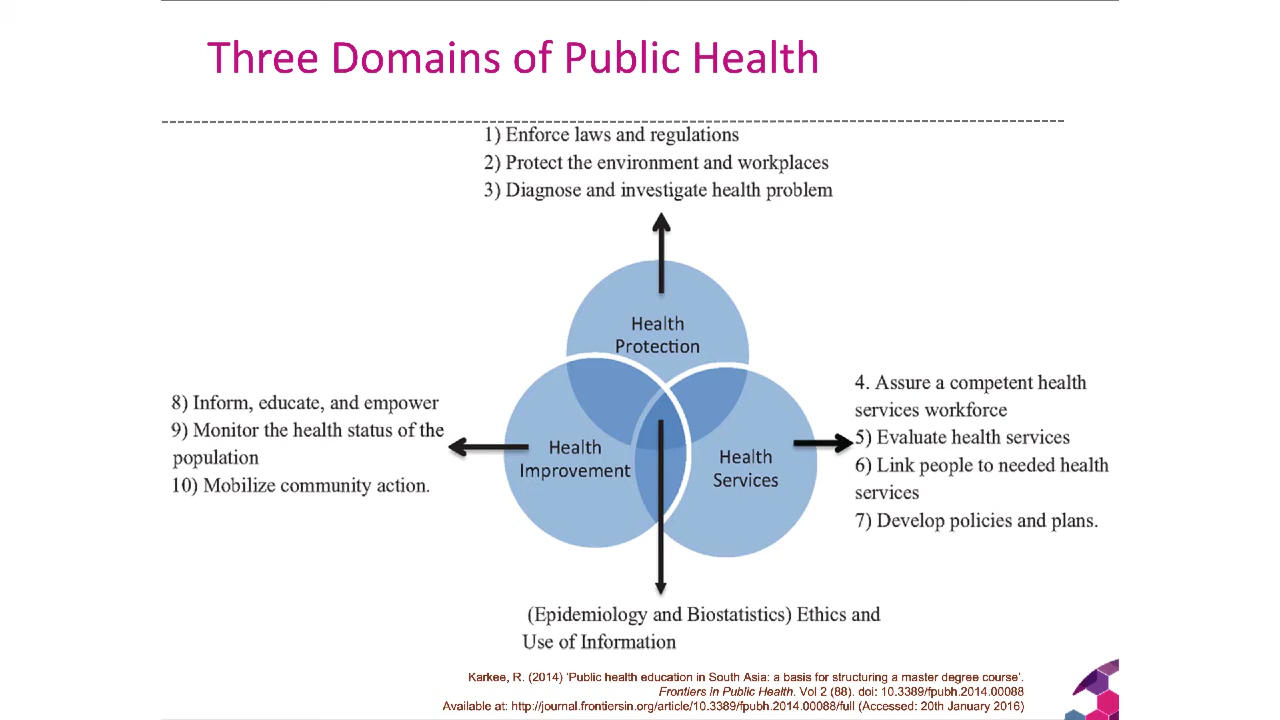 Three Domains of Public Health
1) Enforce laws and regulations
2) Protect the environment and workplaces
3) Diagnose and investigate health problem
Health
Protection
8) Inform, educate, and empower
9) Monitor the health status of the
population
10) Mobilize community action.
Health
Improvement
Health
Services
4. Assure a competent health
services workforce
5) Evaluate health services
6) Link people to needed health
services
7) Develop policies and plans.
(Epidemiology and Biostatistics) Ethics and
Use of Information
Karkee, R. (2014) 'Public health education in South Asia: a basis for structuring a master degree course'.
Frontiers in Public Health. Vol 2 (88). doi: 10.3389/fpubh.2014.00088
Available at: http://journal.frontiersin.org/article/10.3389/fpubh.2014.00088/full (Accessed: 20th January 2016)